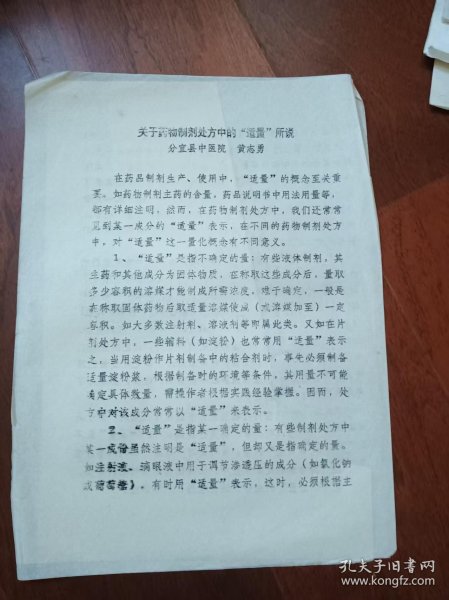 关于药物制剂处方中的“适量”所说
分宜县中医院 黄志勇
在药品制剂生产、使用中，“适量”的概念至关重
要。如药物制剂主药的含量，药品说明书中用法用量等，
都有详细注明，然而，在药物制剂处方中，我们还常常
见到某一成分的“适量”表示，在不同的药物制剂处方
中，对“适量”这一量化概念有不同意义。
1、“适量”是指不确定的量：有些液体制剂，其
主药和其他成分为固体物质，在称取这些成分后，量取
多少容积的溶媒才能制成所需浓度，难于确定，一般是
在称取固体药物后取适量溶媒使成（或溶媒加至）一定
容积。如大多数注射剂、溶液剂等即属此类。又如在片
剂处方中，一些辅料（如淀粉）也常常用“适量”表示
之，当用淀粉作片剂制备中的粘合剂时，事先必须制备
适量淀粉浆，根据制备时的环境等条件，其用量不可能
确定具体数量，需操作者根据实践经验掌握。因而，处
方中对该成分常常以“适量”来表示。
2、“适量”是指某一确定的量：有些制剂处方中
某一成份虽然注明是“适量”，但却又是指确定的量。
如注射液、滴眼液中用于调节渗透压的成分（如氯化钠
或葡萄糖）。有时用“适量”表示，这时，必须根据主
孔夫子旧书网
www.kongfz.com